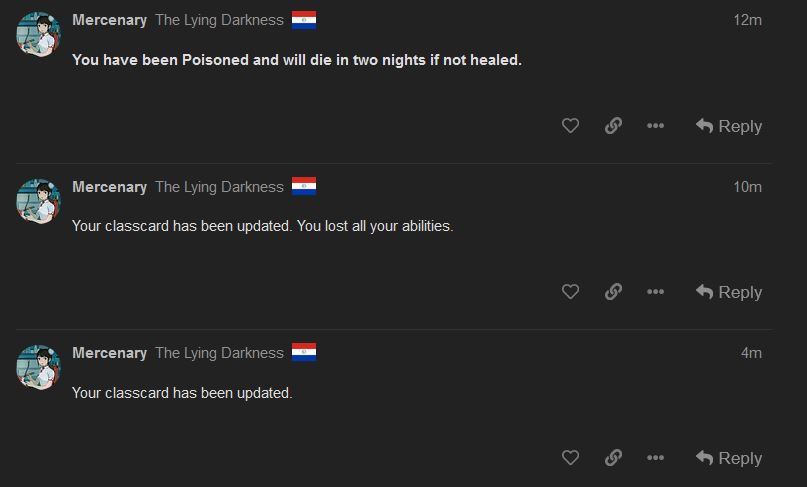 Mercenary The Lying Darkness 12m
You have been Poisoned and will die in two nights if not healed.
Reply
Mercenary The Lying Darkness 10m
Your classcard has been updated. You lost all your abilities.
Reply
Mercenary The Lying Darkness 4m
Your classcard has been updated.
Reply